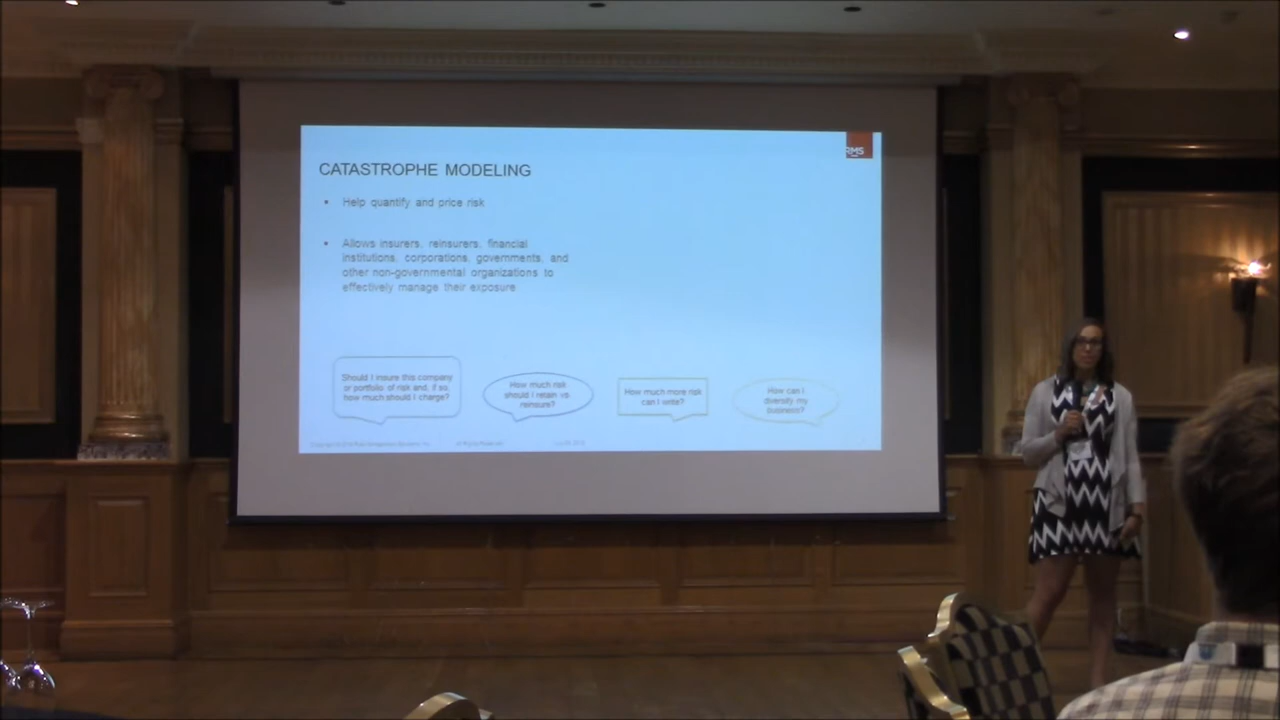 RMS
CATASTROPHE MODELING
• Help quantify and price risk
• Allows insurers, reinsurers, financial
institutions, corporations, governments, and
other non-governmental organizations to
effectively manage their exposure
Should I insure this company
or portfolio of risk and, if so,
how much should I charge?
How much risk
should I retain vs
reinsure?
How much more risk
can I write?
How can I
diversify my
business?
All Rights Reserved